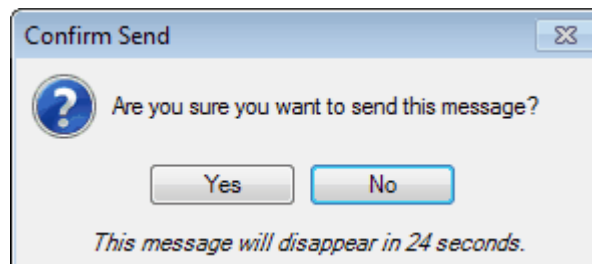 Confirm Send
Are you sure you want to send this message?
Yes
No
This message will disappear in 24 seconds.